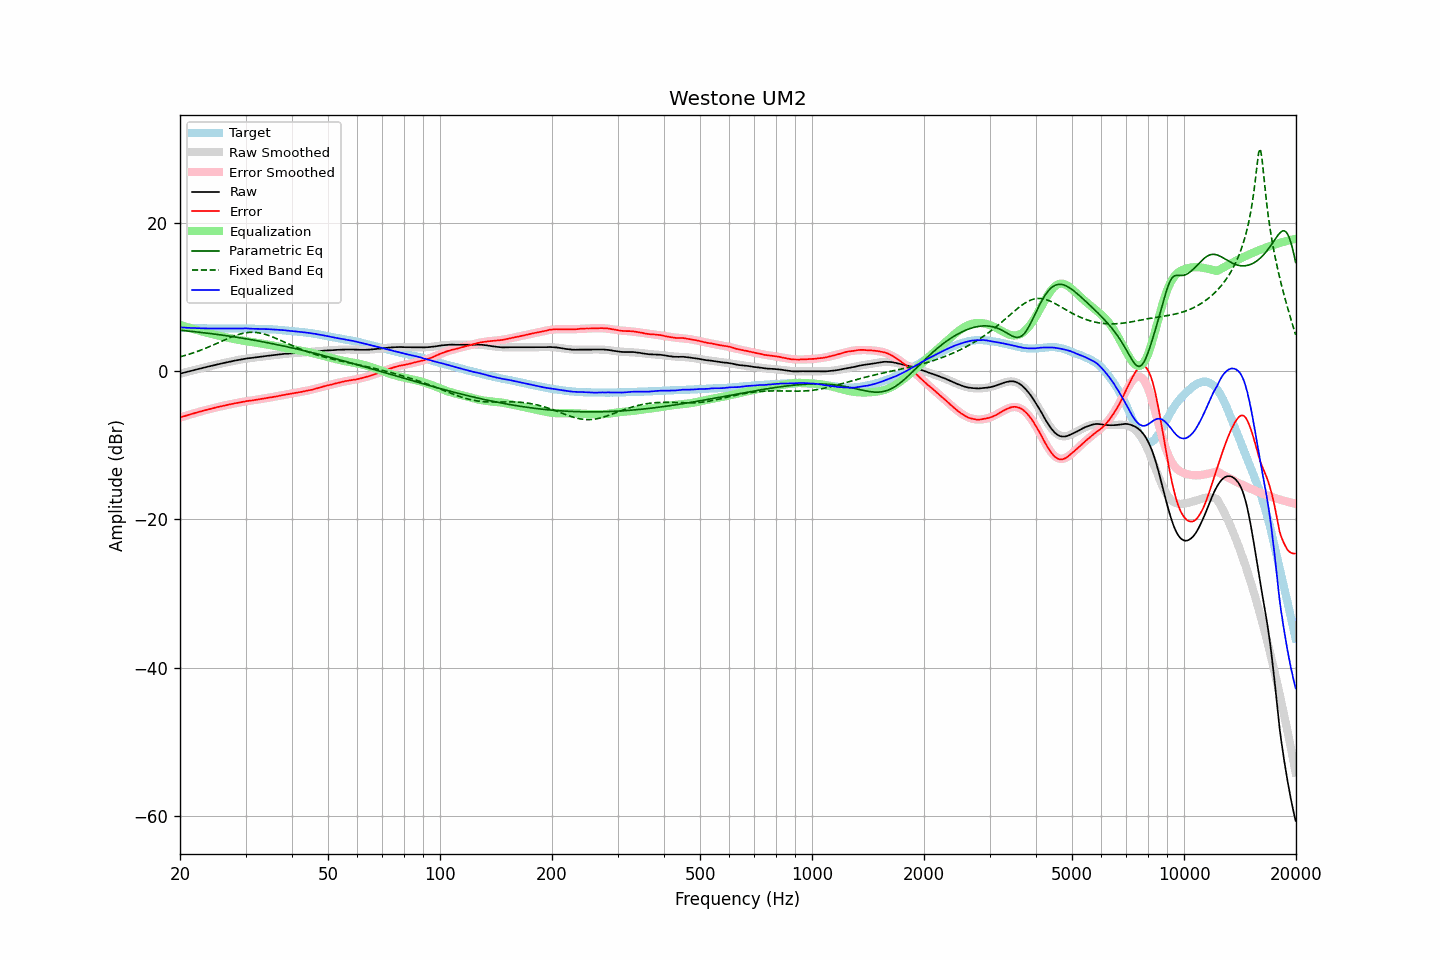 Westone UM2
Target
Raw Smoothed
Error Smoothed
Raw
Error
Equalization
Parametric Eq
Fixed Band Eq
Equalized
Amplitude (dBr)
20
0
−20
−40
−60
20 50 100 200 500 1000 2000 5000 10000 20000
Frequency (Hz)